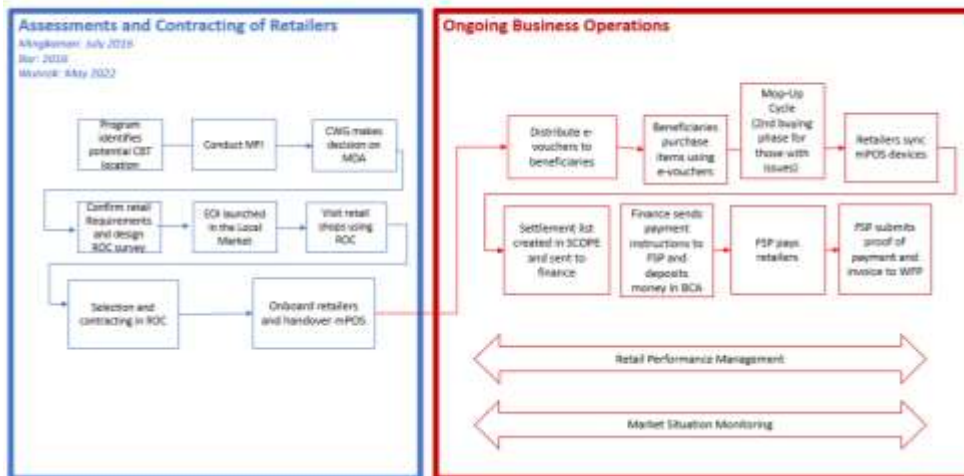 Assessments and Contracting of Retailers
Mingkaman: July 2016
Bor: 2016
Wunrok: May 2022
Program
identifies
potential CBT
location
Conduct MFI
CWG makes
decision on
MDA
Confirm retail
Requirements
and design
ROC survey
EOI launched
in the Local
Market
Visit retail
shops using
ROC
Selection and
contracting in ROC
Onboard retailers
and handover mPOS
Ongoing Business Operations
Distribute e-
vouchers to
beneficiaries
Beneficiaries
purchase
items using
e-vouchers
Mop-Up
Cycle
(2nd buying
phase for
those with
issues)
Retailers sync
mPOS devices
Settlement list
created in SCOPE
and sent to
finance
Finance sends
payment
instructions to
FSP and
deposits
money in BCA
FSP pays
retailers
FSP submits
proof of
payment and
invoice to WFP
Retail Performance Management
Market Situation Monitoring